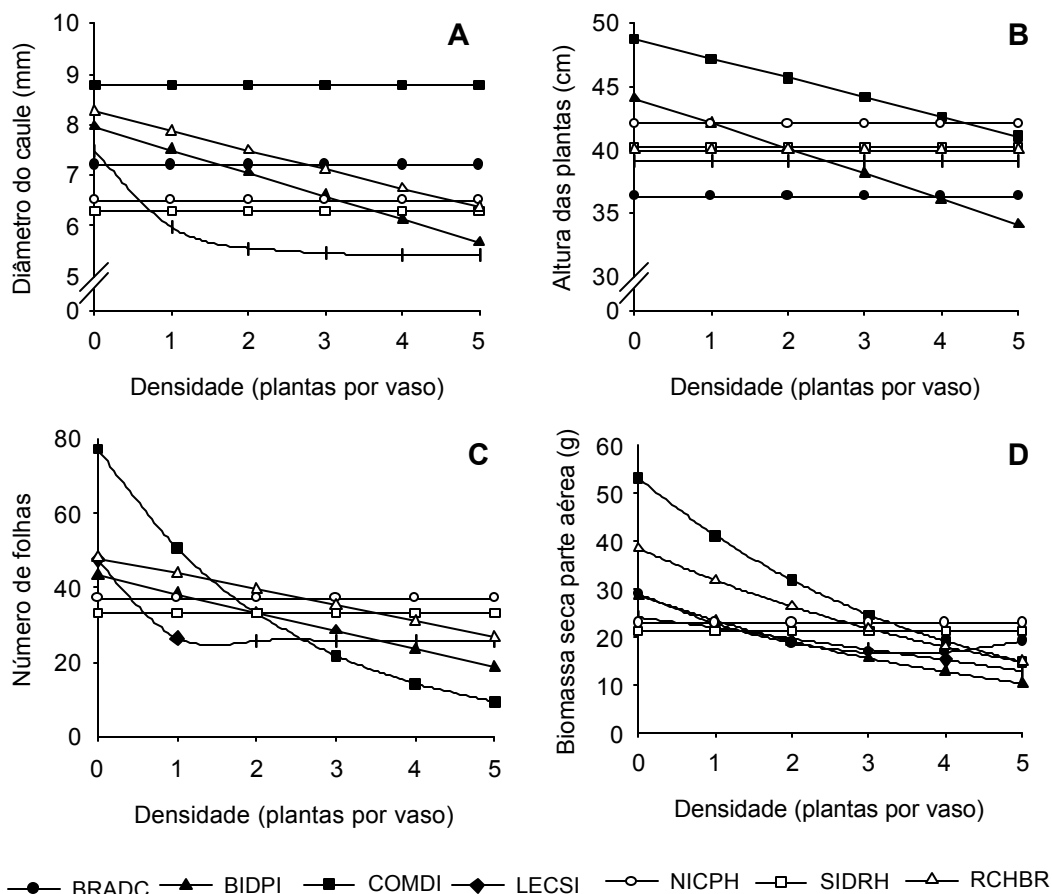 A
Diâmetro do caule (mm)
10
9
8
7
6
5
0
0 1 2 3 4 5
Densidade (plantas por vaso)
B
Altura das plantas (cm)
50
45
40
35
30
0
0 1 2 3 4 5
Densidade (plantas por vaso)
C
Número de folhas
80
60
40
20
0
0 1 2 3 4 5
Densidade (plantas por vaso)
D
Biomassa seca parte aérea (g)
60
50
40
30
20
10
0
0 1 2 3 4 5
Densidade (plantas por vaso)
BRADC BIDPI COMDI LECSI NICPH SIDRH RCHBR